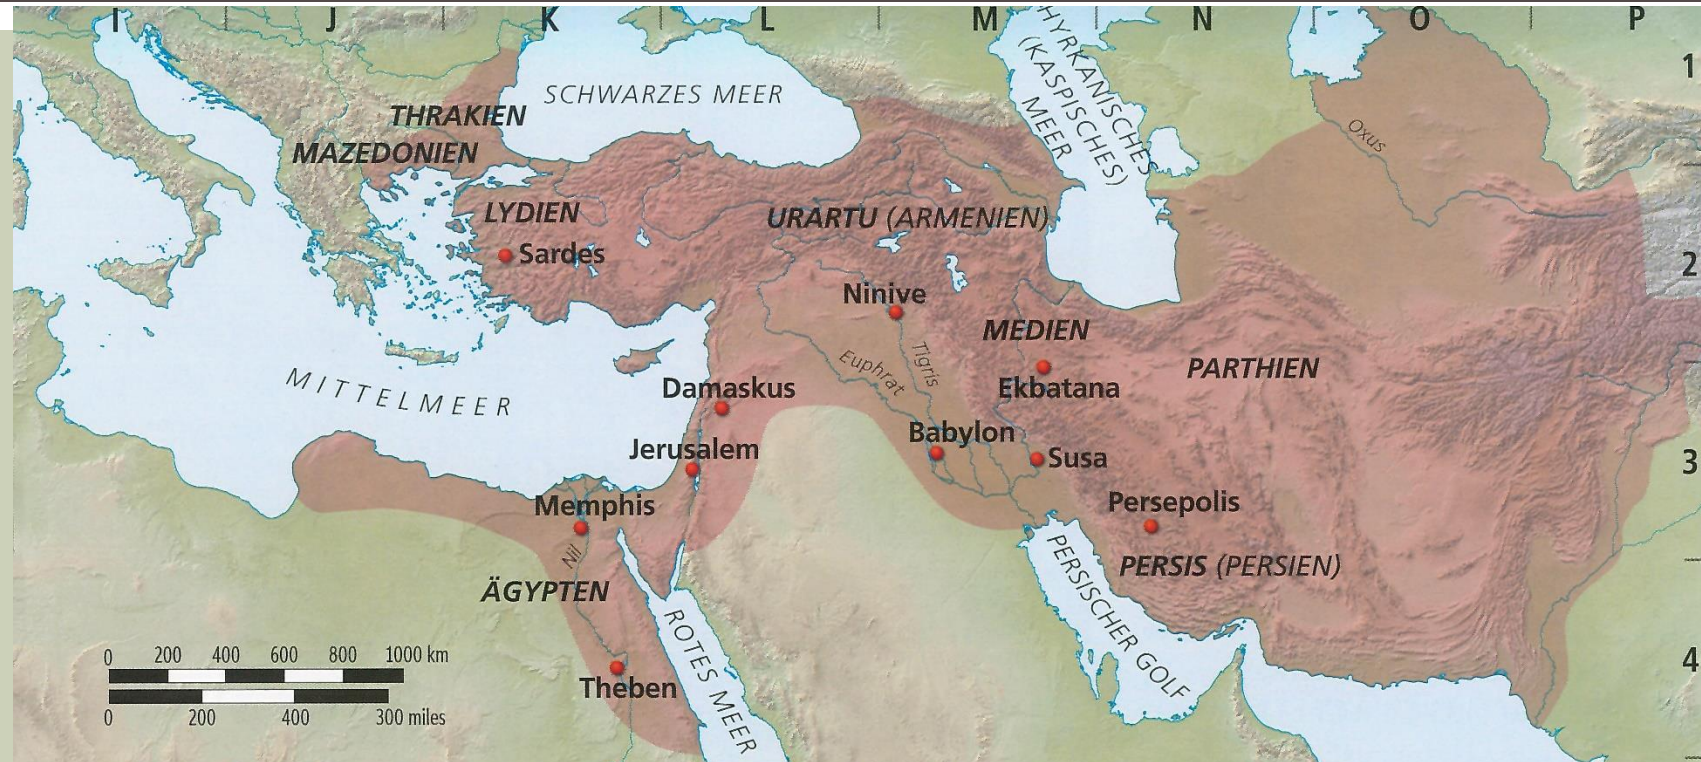 I J K L M N O P
1
2
3
4
SCHWARZES MEER
HYRKANISCHES
(KASPISCHES)
MEER
THRAKIEN
MAZEDONIEN
Oxus
LYDIEN
Sardes
URARTU (ARMENIEN)
Ninive
MEDIEN
Ekbatana
PARTHIEN
Tigris
Euphrat
MITTELMEER
Damaskus
Jerusalem
Babylon
Susa
Memphis
Nil
ÄGYPTEN
Persepolis
PERSIS (PERSIEN)
PERSISCHER GOLF
ROTES MEER
Theben
0 200 400 600 800 1000 km
0 200 400 300 miles